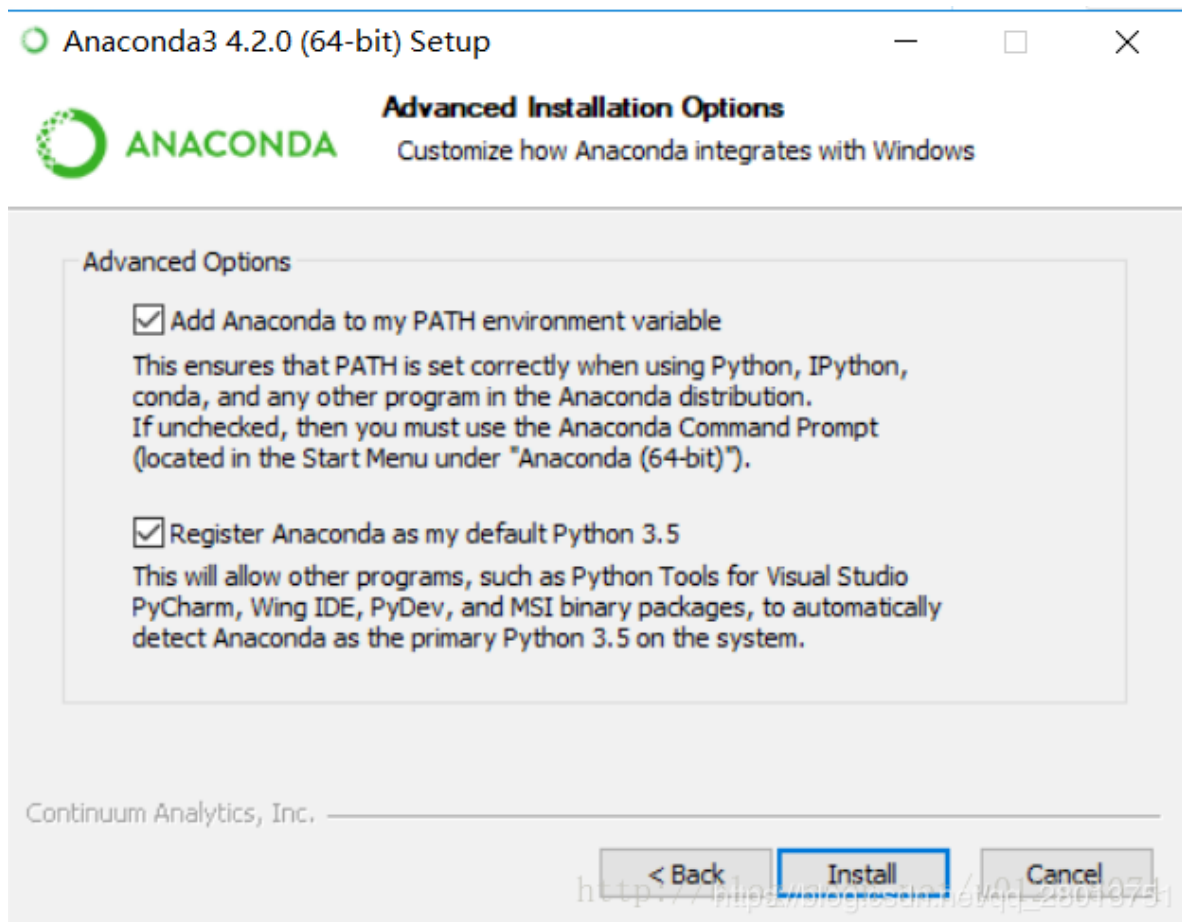 Anaconda3 4.2.0 (64-bit) Setup
ANACONDA
Advanced Installation Options
Customize how Anaconda integrates with Windows
Advanced Options
Add Anaconda to my PATH environment variable
This ensures that PATH is set correctly when using Python, IPython,
conda, and any other program in the Anaconda distribution.
If unchecked, then you must use the Anaconda Command Prompt
(located in the Start Menu under "Anaconda (64-bit)").
Register Anaconda as my default Python 3.5
This will allow other programs, such as Python Tools for Visual Studio
PyCharm, Wing IDE, PyDev, and MSI binary packages, to automatically
detect Anaconda as the primary Python 3.5 on the system.
Continuum Analytics, Inc.
< Back Install Cancel